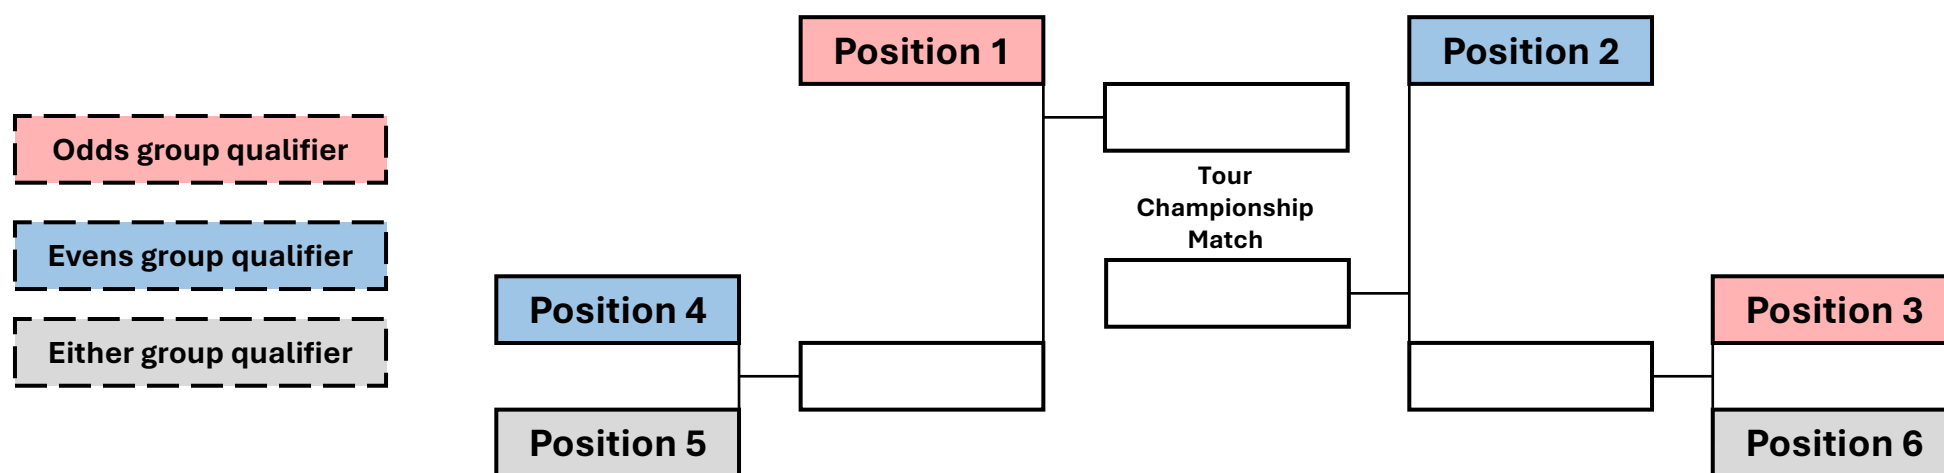 Position 1
Position 2
Odds group qualifier
Tour
Championship
Match
Evens group qualifier
Position 4
Position 3
Either group qualifier
Position 5
Position 6